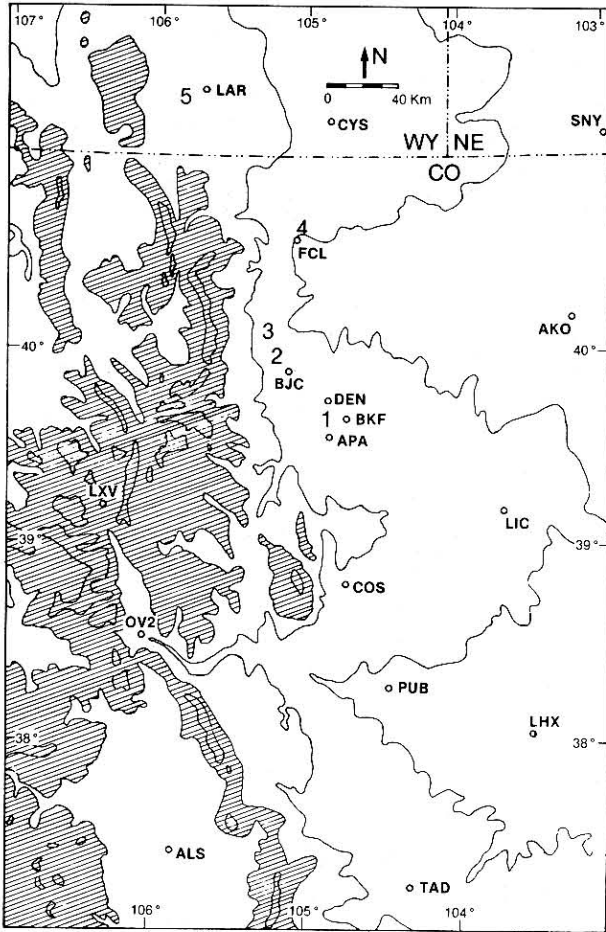 107° 106° 105° 104° 103°
N
5 LAR
0 40 Km
CYS
SNY
WY NE
CO
4
FCL
AKO
3
40° 40°
2
BJC
DEN
1 BKF
APA
LXV
LIC
39° 39°
COS
OV2
PUB
LHX
38° 38°
ALS
TAD
106° 105° 104°